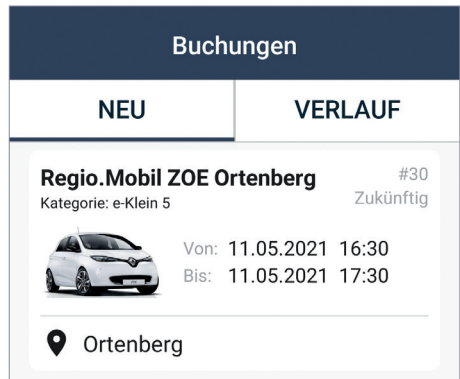 Buchungen
NEU VERLAUF
Regio.Mobil ZOE Ortenberg #30
Kategorie: e-Klein 5 Zukünftig
Von: 11.05.2021 16:30
Bis: 11.05.2021 17:30
Ortenberg